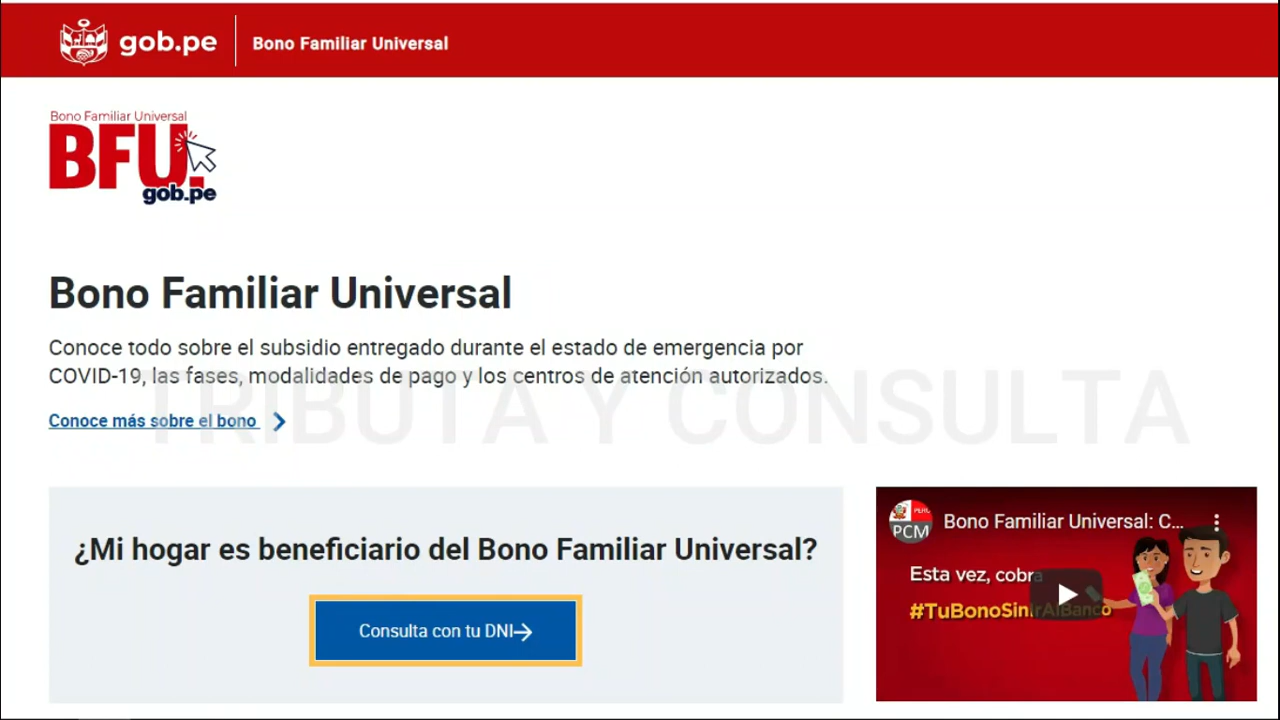 gob.pe
Bono Familiar Universal
Bono Familiar Universal
BFU.
gob.pe
Bono Familiar Universal
Conoce todo sobre el subsidio entregado durante el estado de emergencia por
COVID-19, las fases, modalidades de pago y los centros de atención autorizados.
TRIBUTA Y CONSULTA
Conoce más sobre el bono
¿Mi hogar es beneficiario del Bono Familiar Universal?
Consulta con tu DNI
PERÚ
PCM
Bono Familiar Universal: C...
Esta vez, cobra
#TuBonoSinIrAlBanco